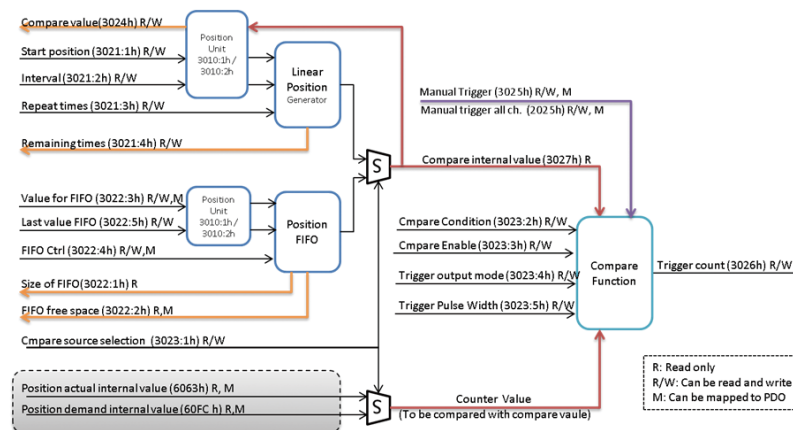 Compare value(3024h) R/W
Start position (3021:1h) R/W
Interval(3021:2h) R/W
Repeat times(3021:3h) R/W
Remaining times(3021:4h) R/W
Position
Unit
3010:1h /
3010:2h
Linear
Position
Generator
Manual Trigger (3025h) R/W, M
Manual trigger all ch. (2025h) R/W, M
S
Compare internal value(3027h) R
Value for FIFO(3022:3h) R/W,M
Last value FIFO(3022:5h) R/W
FIFO Ctrl(3022:4h) R/W,M
Size of FIFO(3022:1h) R
FIFO free space(3022:2h) R,M
Position
Unit
3010:1h /
3010:2h
Position
FIFO
Cmpare Condition(3023:2h) R/W
Cmpare Enable(3023:3h) R/W
Trigger output mode(3023:4h) R/W
Trigger Pulse Width(3023:5h) R/W
Compare
Function
Trigger count(3026h) R/W
Cmpare source selection (3023:1h) R/W
Position actual internal value(6063h) R, M
Position demand internal value(60FC h) R,M
S
Counter Value
(To be compared with compare vaule)
R: Read only
R/W: Can be read and write
M: Can be mapped to PDO